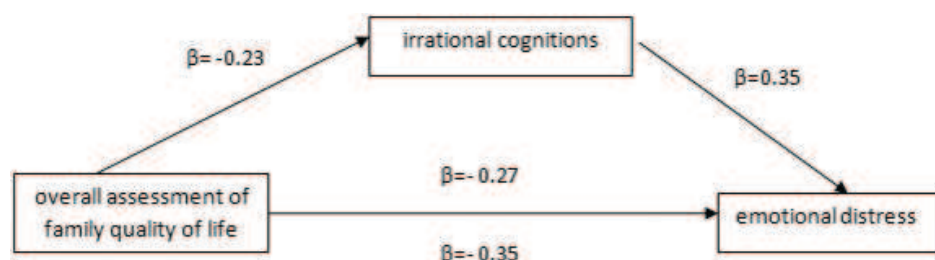 irrational cognitions
β= -0.23
β=0.35
β=- 0.27
overall assessment of
family quality of life
emotional distress
β=-0.35